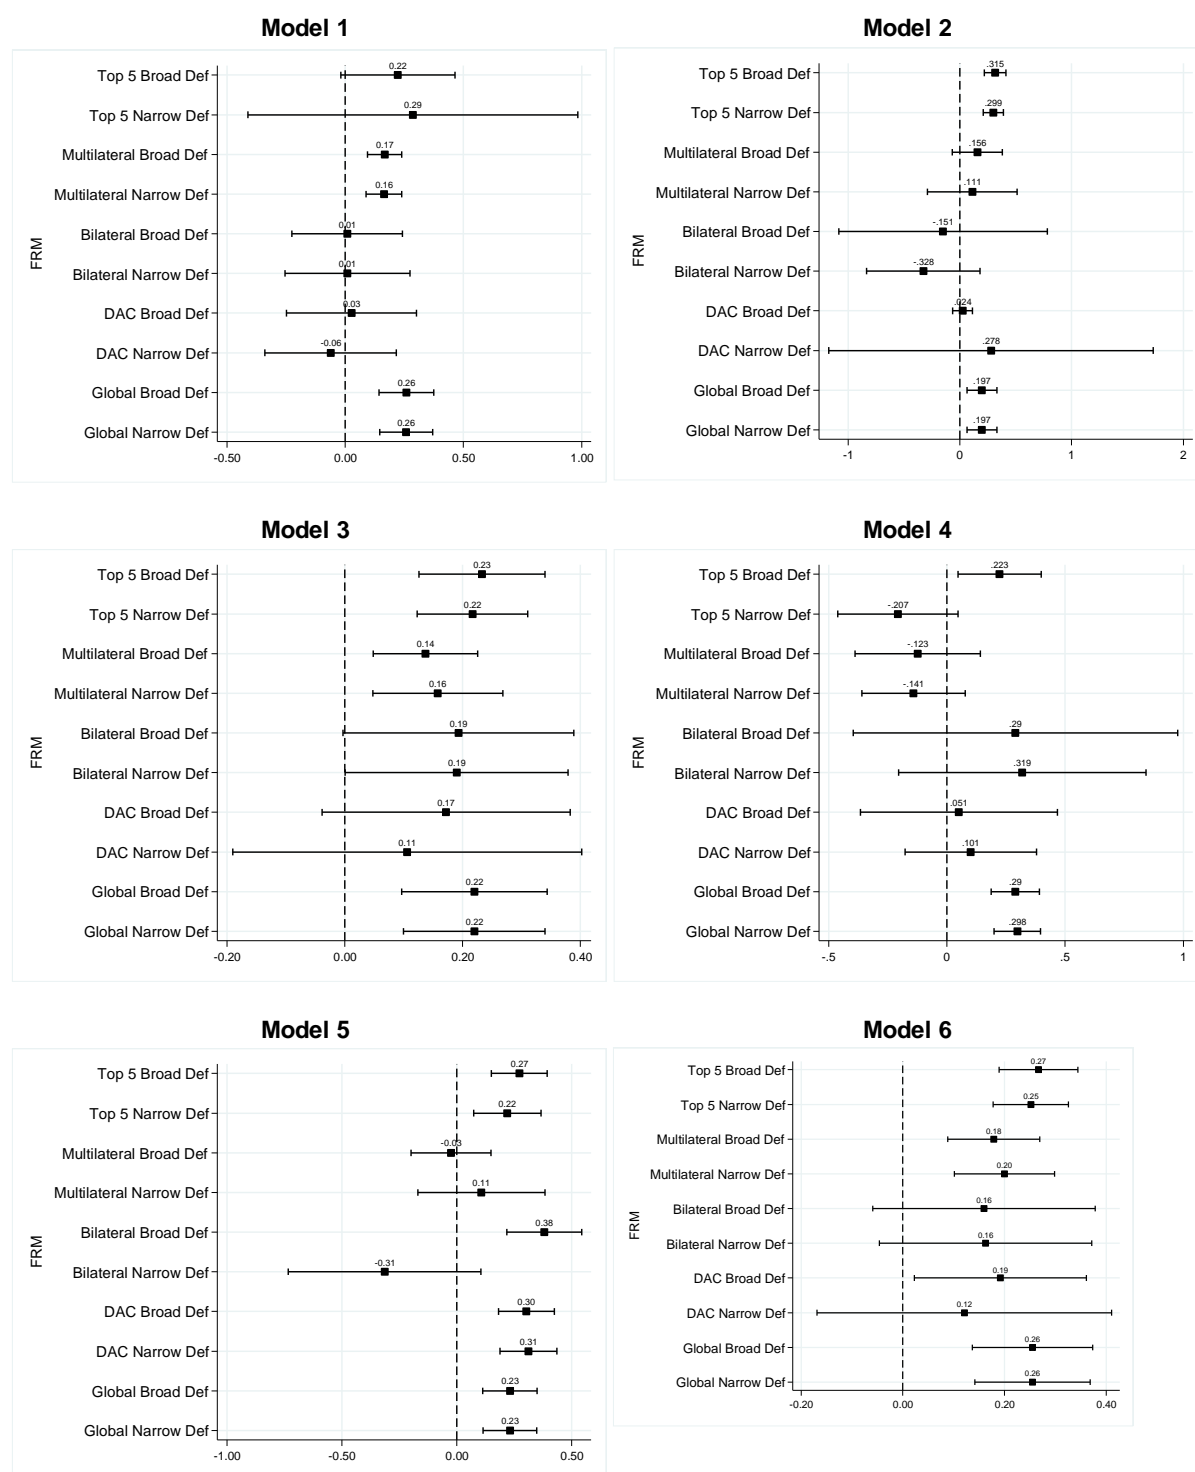 Model 1
Top 5 Broad Def
0.22
Top 5 Narrow Def
0.29
Multilateral Broad Def
0.17
Multilateral Narrow Def
0.16
Bilateral Broad Def
0.01
Bilateral Narrow Def
0.01
DAC Broad Def
0.03
DAC Narrow Def
-0.06
Global Broad Def
0.26
Global Narrow Def
0.26
FRM
-0.50 0.00 0.50 1.00
Model 2
Top 5 Broad Def
.315
Top 5 Narrow Def
.299
Multilateral Broad Def
.156
Multilateral Narrow Def
.111
Bilateral Broad Def
-.151
Bilateral Narrow Def
-.328
DAC Broad Def
.024
DAC Narrow Def
.278
Global Broad Def
.197
Global Narrow Def
.197
FRM
-1 0 1 2
Model 3
Top 5 Broad Def
0.23
Top 5 Narrow Def
0.22
Multilateral Broad Def
0.14
Multilateral Narrow Def
0.16
Bilateral Broad Def
0.19
Bilateral Narrow Def
0.19
DAC Broad Def
0.17
DAC Narrow Def
0.11
Global Broad Def
0.22
Global Narrow Def
0.22
FRM
-0.20 0.00 0.20 0.40
Model 4
Top 5 Broad Def
.223
Top 5 Narrow Def
-.207
Multilateral Broad Def
-.123
Multilateral Narrow Def
-.141
Bilateral Broad Def
.29
Bilateral Narrow Def
.319
DAC Broad Def
.051
DAC Narrow Def
.101
Global Broad Def
.29
Global Narrow Def
.298
FRM
-.5 0 .5 1
Model 5
Top 5 Broad Def
0.27
Top 5 Narrow Def
0.22
Multilateral Broad Def
-0.03
Multilateral Narrow Def
0.11
Bilateral Broad Def
0.38
Bilateral Narrow Def
-0.31
DAC Broad Def
0.30
DAC Narrow Def
0.31
Global Broad Def
0.23
Global Narrow Def
0.23
FRM
-1.00 -0.50 0.00 0.50
Model 6
Top 5 Broad Def
0.27
Top 5 Narrow Def
0.25
Multilateral Broad Def
0.18
Multilateral Narrow Def
0.20
Bilateral Broad Def
0.16
Bilateral Narrow Def
0.16
DAC Broad Def
0.19
DAC Narrow Def
0.12
Global Broad Def
0.26
Global Narrow Def
0.26
FRM
-0.20 0.00 0.20 0.40